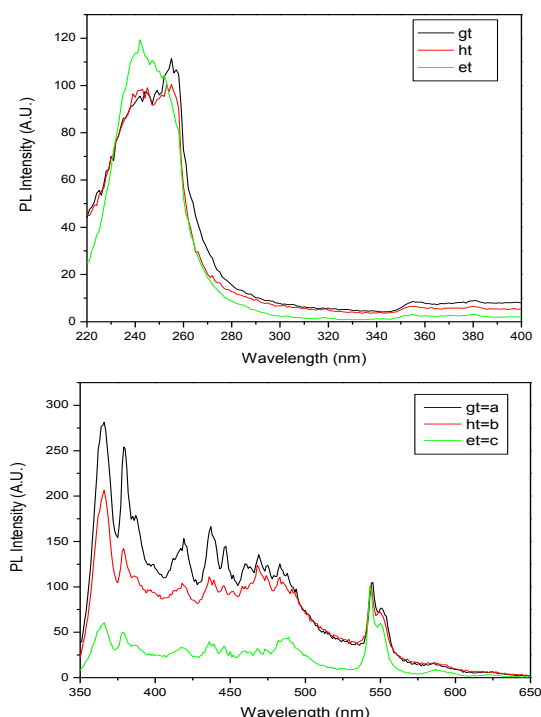 120
100
80
60
40
20
0
PL Intensity (A.U.)
gt
ht
et
220 240 260 280 300 320 340 360 380 400
Wavelength (nm)
300
250
200
150
100
50
0
PL Intensity (A.U.)
gt=a
ht=b
et=c
350 400 450 500 550 600 650
Wavelength (nm)